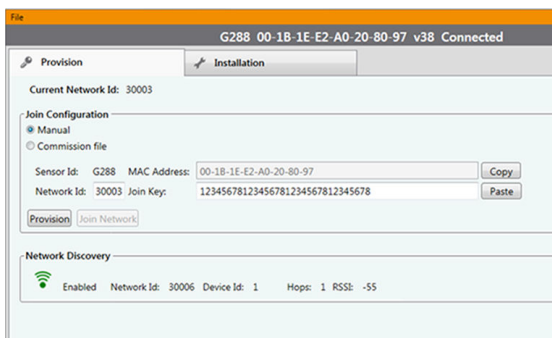 File
G288 00-1B-1E-E2-A0-20-80-97 v38 Connected
Provision
Installation
Current Network Id: 30003
Join Configuration
Manual
Commission file
Sensor Id: G288 MAC Address: 00-1B-1E-E2-A0-20-80-97 Copy
Network Id: 30003 Join Key: 12345678123456781234567812345678 Paste
Provision Join Network
Network Discovery
Enabled Network Id: 30006 Device Id: 1 Hops: 1 RSSI: -55